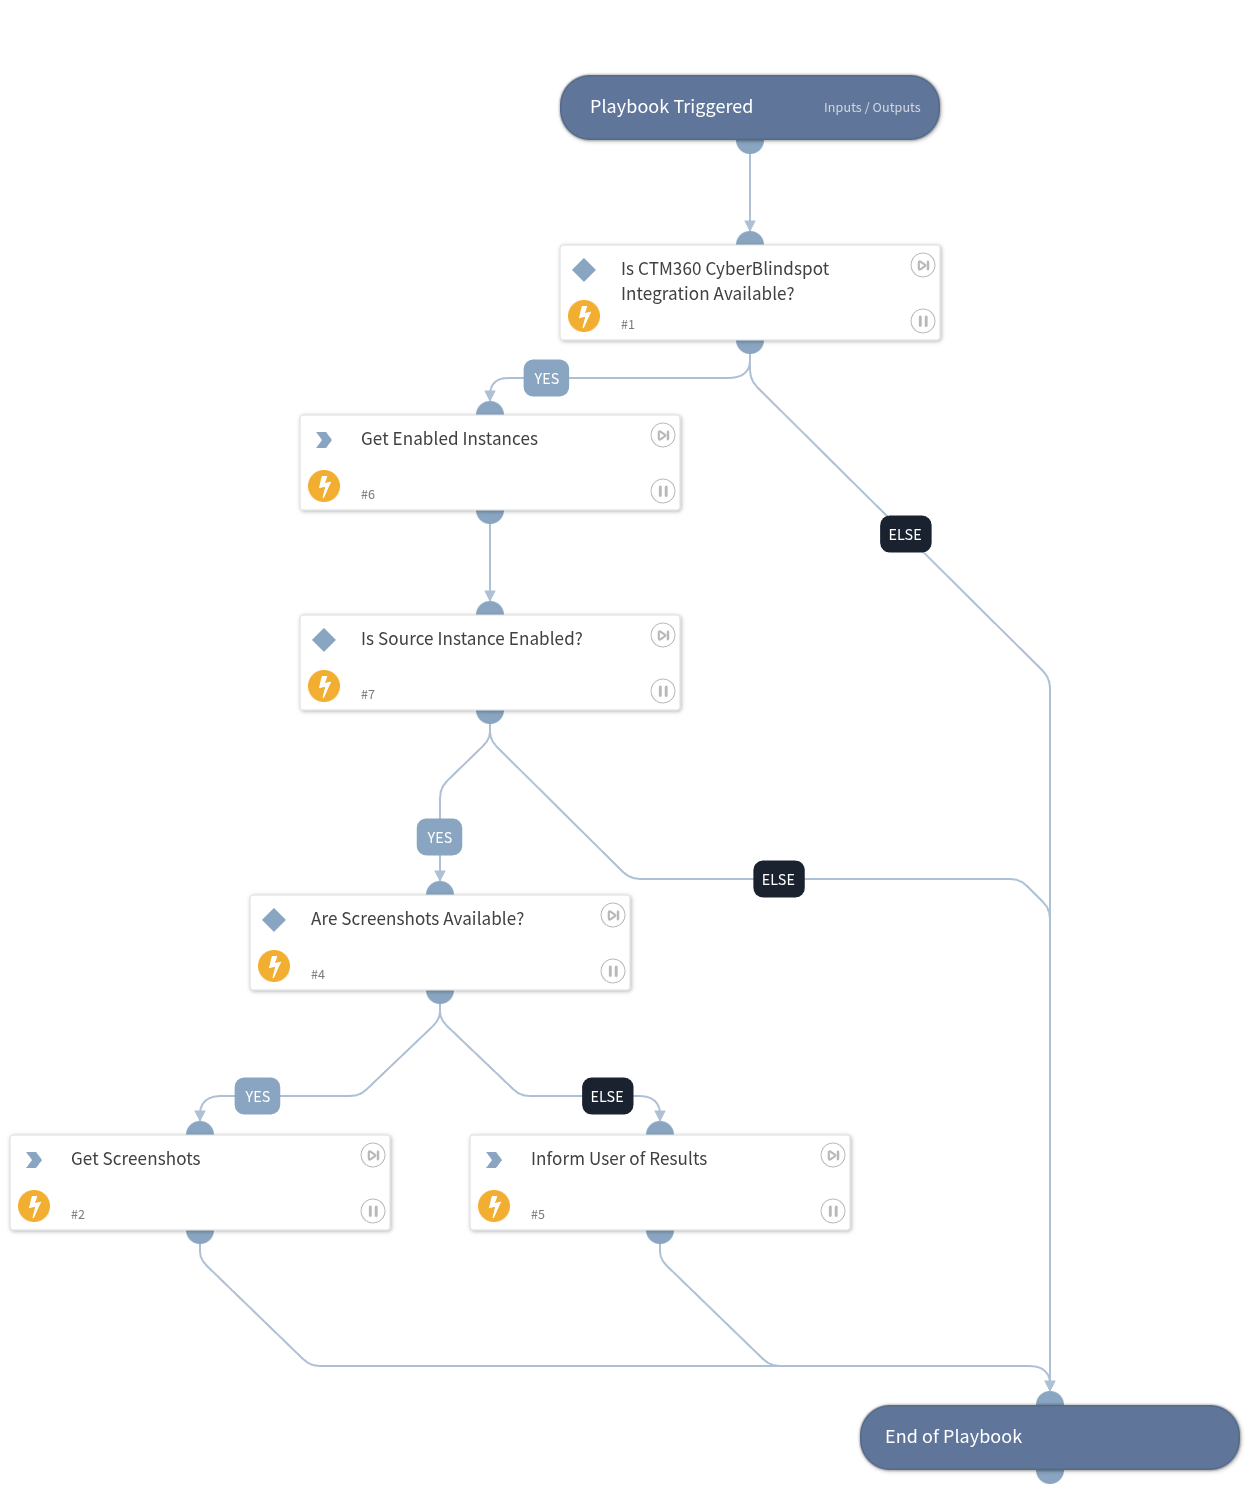 Playbook Triggered
Inputs / Outputs
Is CTM360 CyberBlindspot
Integration Available?
#1
YES
Get Enabled Instances
#6
ELSE
Is Source Instance Enabled?
#7
YES
ELSE
Are Screenshots Available?
#4
YES
ELSE
Get Screenshots
#2
Inform User of Results
#5
End of Playbook